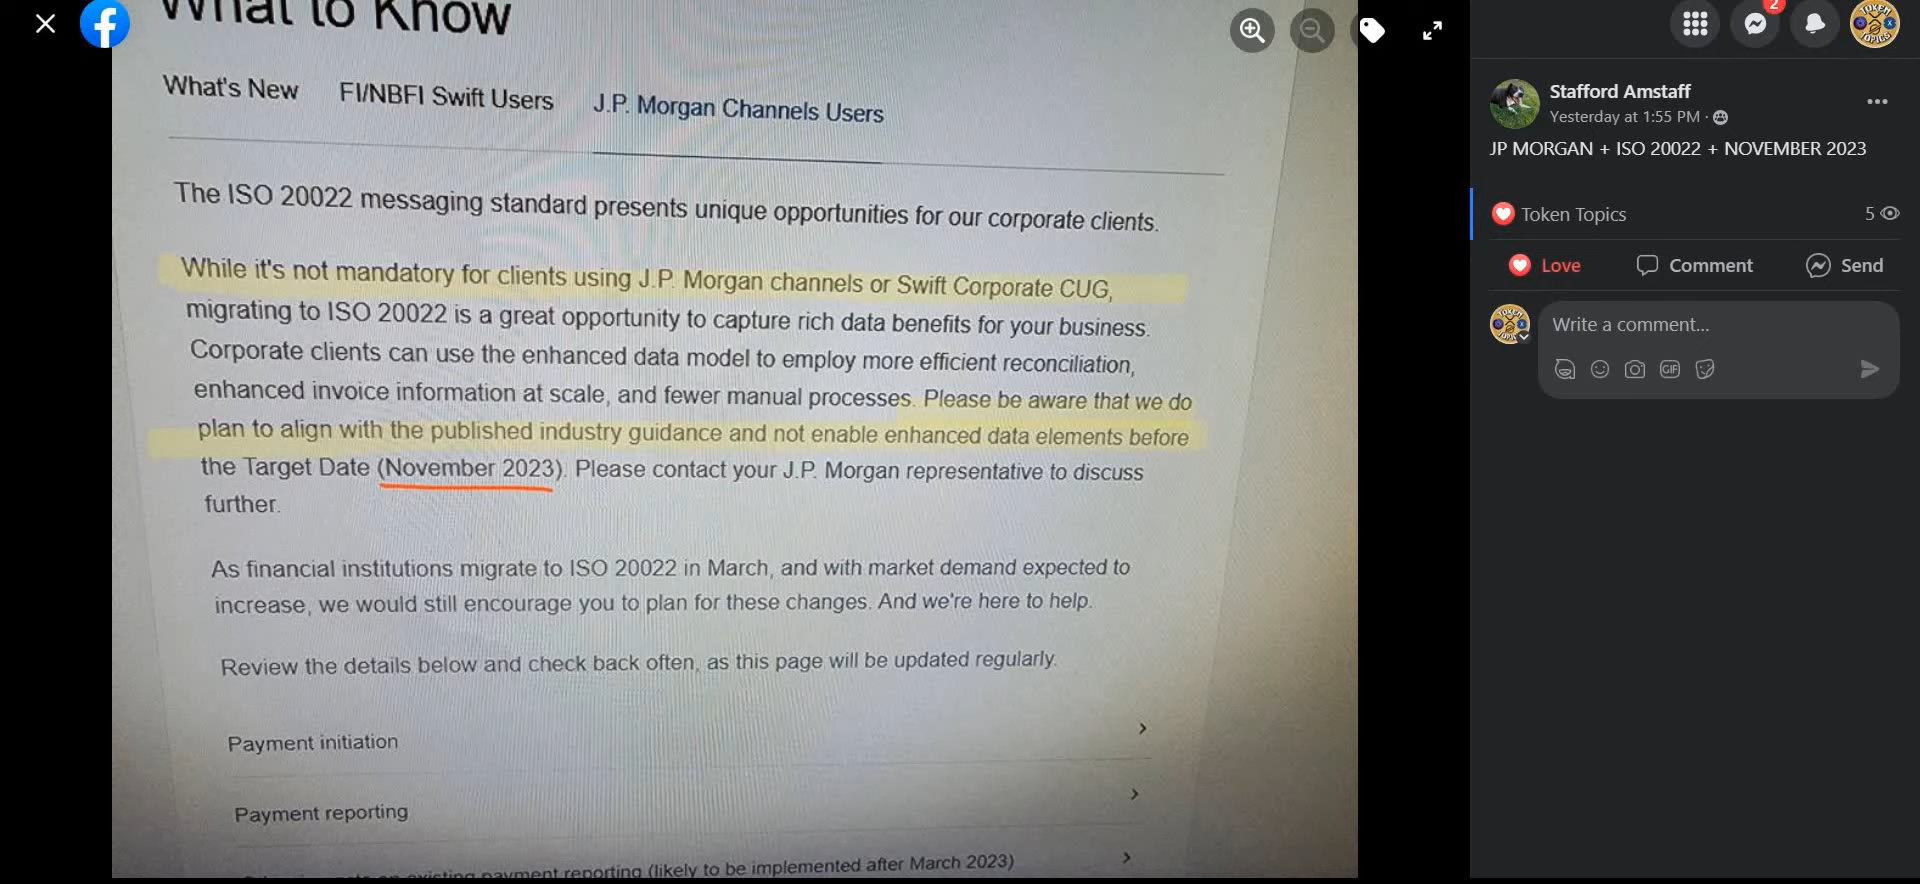 What to Know
What's New FI/NBFI Swift Users J.P. Morgan Channels Users
The ISO 20022 messaging standard presents unique opportunities for our corporate clients.
While it's not mandatory for clients using J.P. Morgan channels or Swift Corporate CUG,
migrating to ISO 20022 is a great opportunity to capture rich data benefits for your business.
Corporate clients can use the enhanced data model to employ more efficient reconciliation,
enhanced invoice information at scale, and fewer manual processes. Please be aware that we do
plan to align with the published industry guidance and not enable enhanced data elements before
the Target Date (November 2023). Please contact your J.P. Morgan representative to discuss
further.
As financial institutions migrate to ISO 20022 in March, and with market demand expected to
increase, we would still encourage you to plan for these changes. And we're here to help.
Review the details below and check back often, as this page will be updated regularly.
Payment initiation
Payment reporting
on existing payment reporting (likely to be implemented after March 2023)
2
TOKEN TOPICS
Stafford Amstaff
Yesterday at 1:55 PM ·
JP MORGAN + ISO 20022 + NOVEMBER 2023
Token Topics 5
Love Comment Send
Write a comment...
GIF